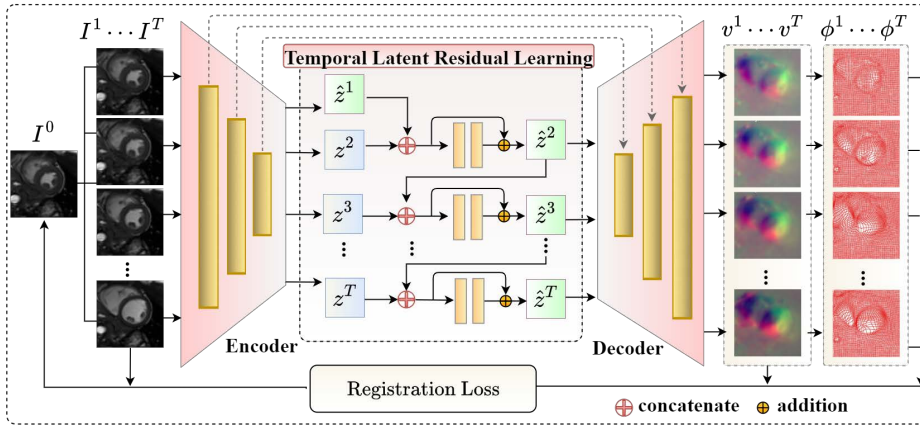 I^1 ⋯⋯ I^T
v^1 ⋯⋯ v^T
ϕ^1 ⋯⋯ ϕ^T
Temporal Latent Residual Learning
I^0
ẑ^1
z^2
ẑ^2
z^3
ẑ^3
z^T
ẑ^T
Encoder
Decoder
Registration Loss
concatenate
addition